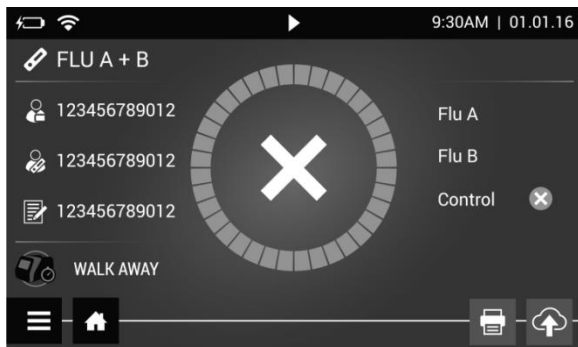 9:30AM | 01.01.16
FLU A + B
123456789012
Flu A
123456789012
Flu B
123456789012
Control
WALK AWAY